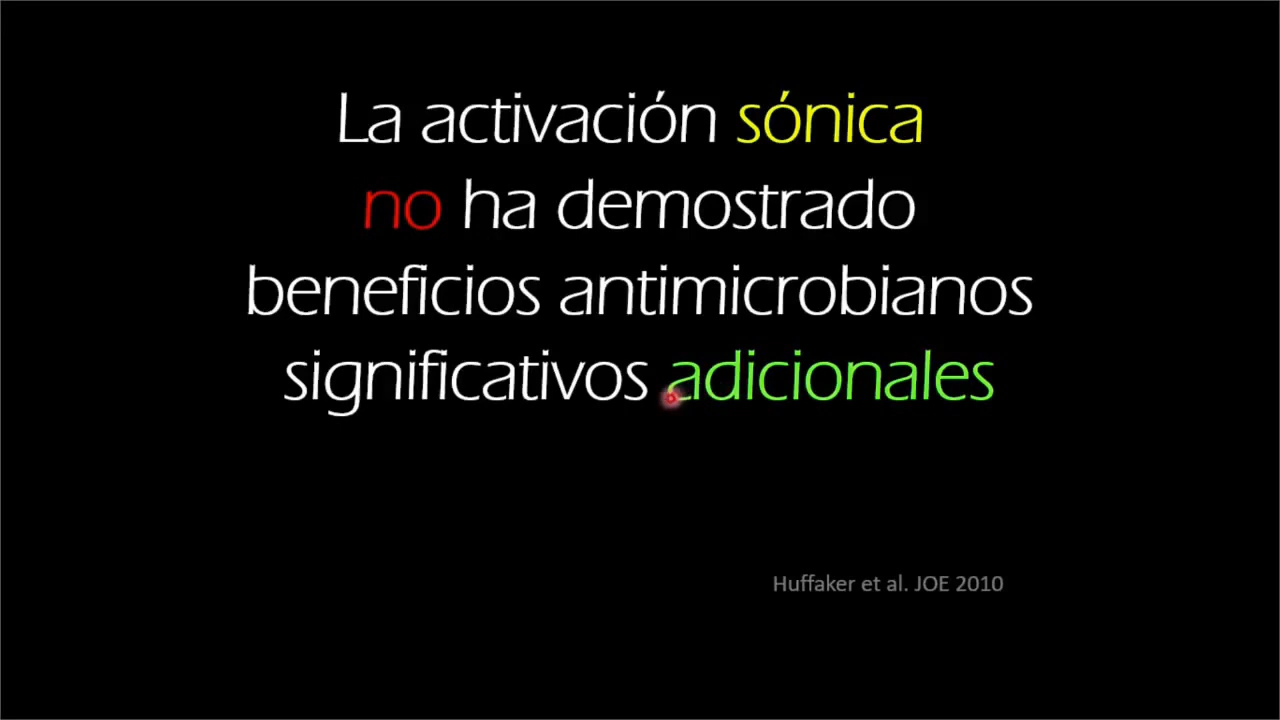 La activación sónica
no ha demostrado
beneficios antimicrobianos
significativos adicionales
Huffaker et al. JOE 2010